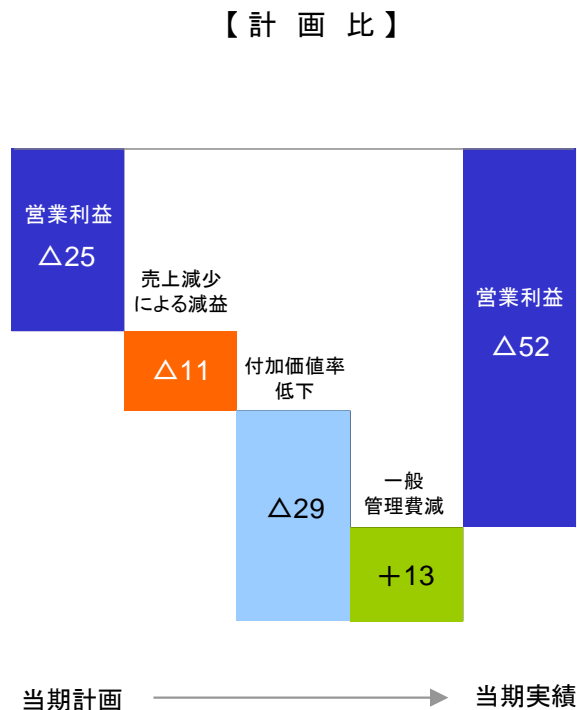 【計 画 比】
営業利益
△25
売上減少
による減益
△11
付加価値率
低下
△29
一般
管理費減
＋13
営業利益
△52
当期計画
当期実績